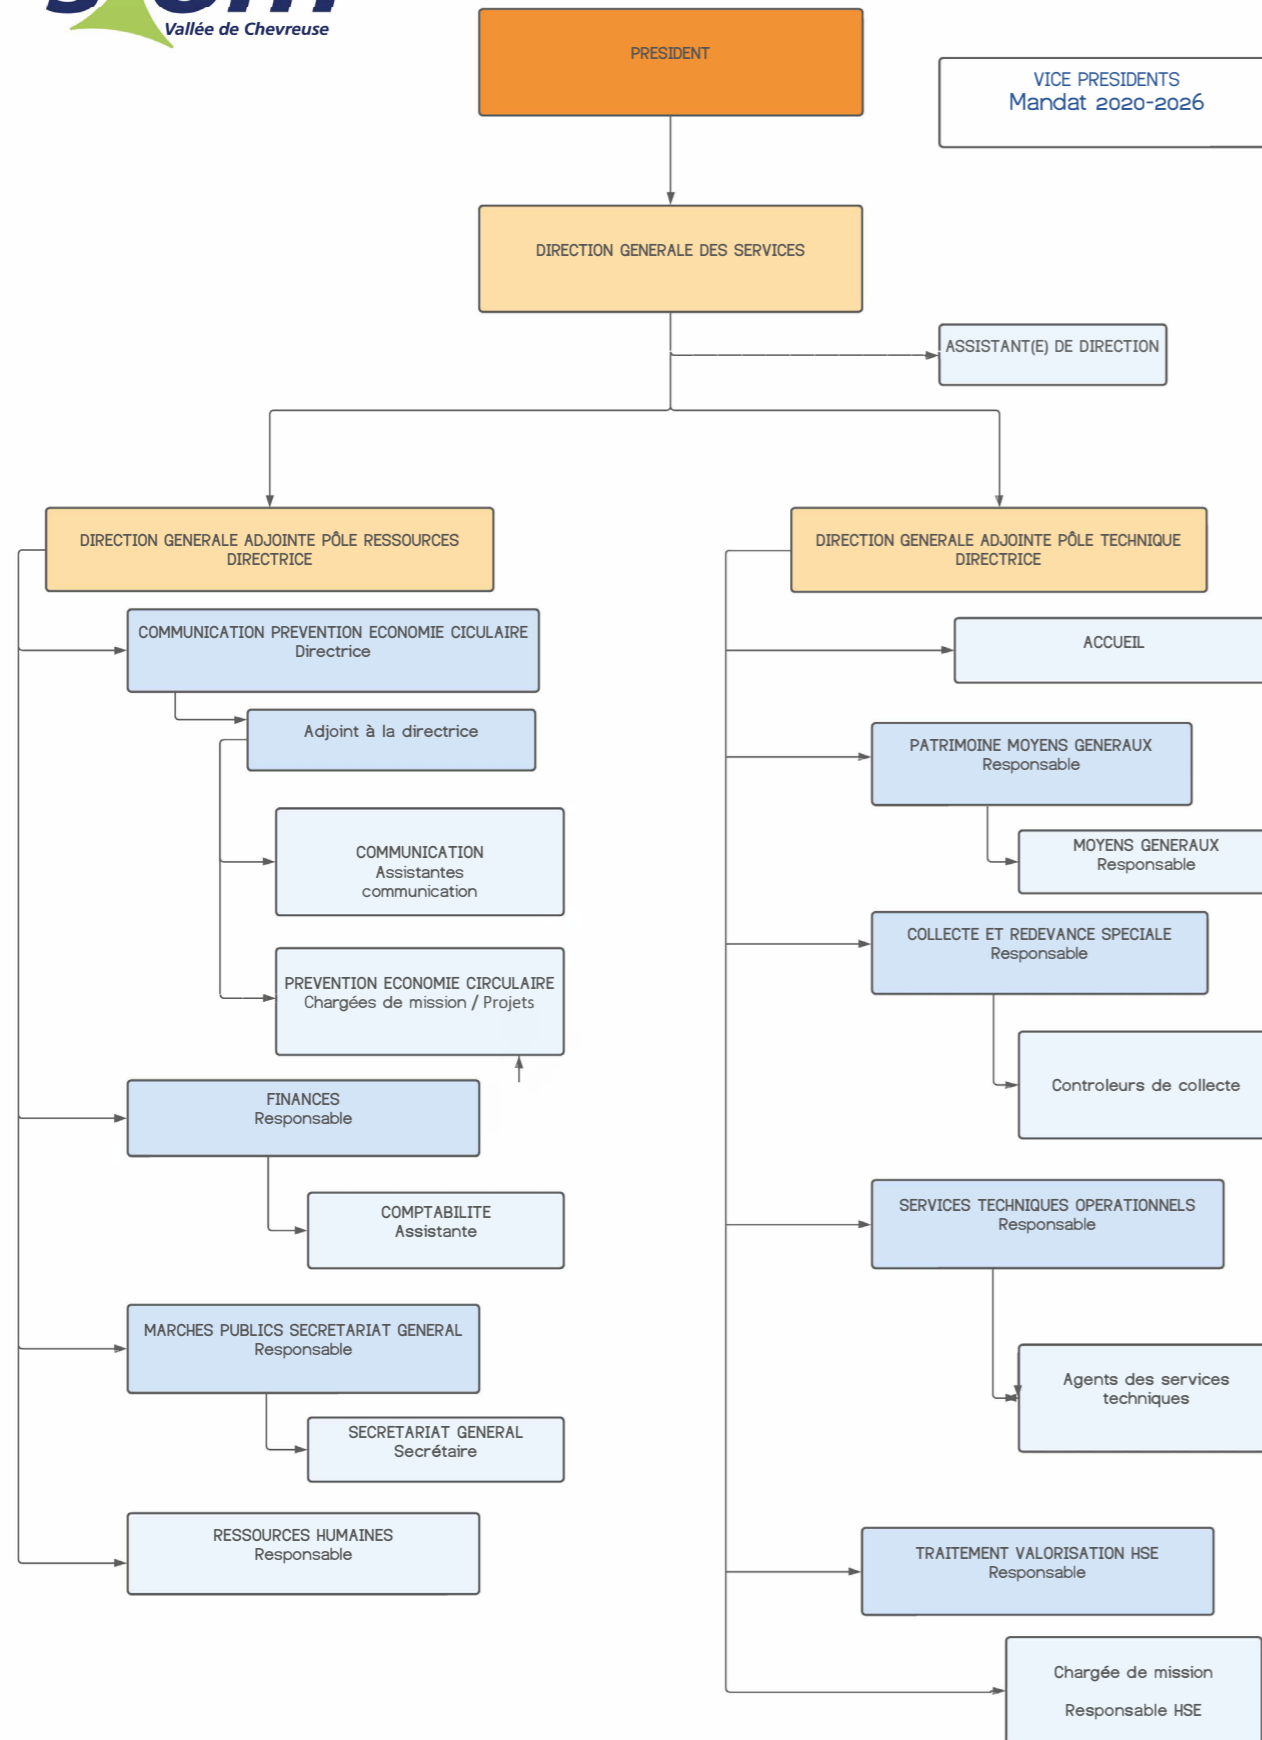 Vallée de Chevreuse
PRESIDENT
VICE PRESIDENTS
Mandat 2020-2026
DIRECTION GENERALE DES SERVICES
ASSISTANT(E) DE DIRECTION
DIRECTION GENERALE ADJOINTE PÔLE RESSOURCES
DIRECTRICE
COMMUNICATION PREVENTION ECONOMIE CICULAIRE
Directrice
Adjoint à la directrice
COMMUNICATION
Assistantes
communication
PREVENTION ECONOMIE CIRCULAIRE
Chargées de mission / Projets
FINANCES
Responsable
COMPTABILITE
Assistante
MARCHES PUBLICS SECRETARIAT GENERAL
Responsable
SECRETARIAT GENERAL
Secrétaire
RESSOURCES HUMAINES
Responsable
DIRECTION GENERALE ADJOINTE PÔLE TECHNIQUE
DIRECTRICE
ACCUEIL
PATRIMOINE MOYENS GENERAUX
Responsable
MOYENS GENERAUX
Responsable
COLLECTE ET REDEVANCE SPECIALE
Responsable
Controleurs de collecte
SERVICES TECHNIQUES OPERATIONNELS
Responsable
Agents des services
techniques
TRAITEMENT VALORISATION HSE
Responsable
Chargée de mission
Responsable HSE